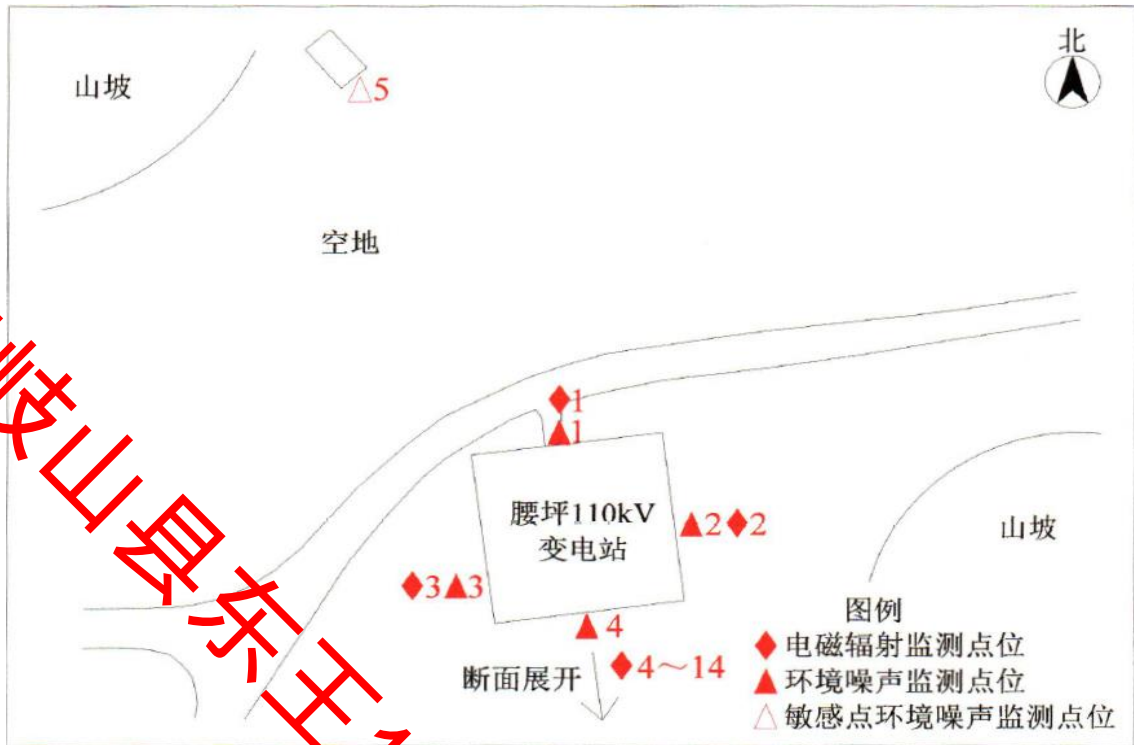 北
山坡
△5
空地
◆1
▲1
腰坪110kV
变电站
▲2◆2
山坡
◆3▲3
▲4
断面展开
◆4～14
图例
◆电磁辐射监测点位
▲环境噪声监测点位
△敏感点环境噪声监测点位
岐山县东王